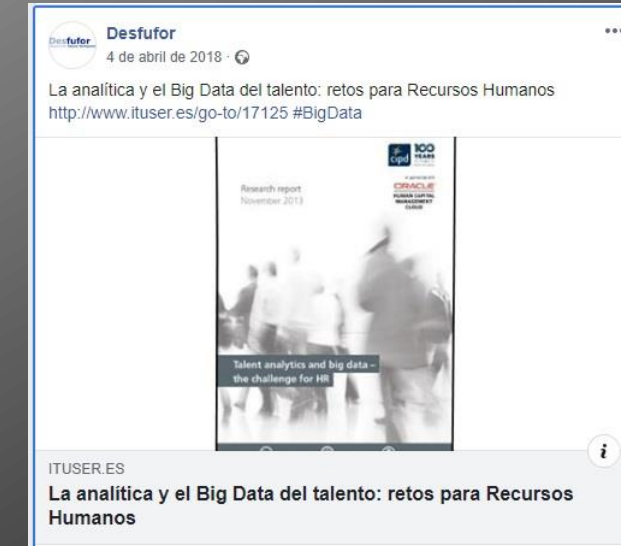 Desfufor
Desfufor
4 de abril de 2018
La analítica y el Big Data del talento: retos para Recursos Humanos
http://www.ituser.es/go-to/17125 #BigData
cipd
100
YEARS
Research report
November 2013
ORACLE
HUMAN CAPITAL
MANAGEMENT
CLOUD
Talent analytics and big data –
the challenge for HR
i
ITUSER.ES
La analítica y el Big Data del talento: retos para Recursos
Humanos